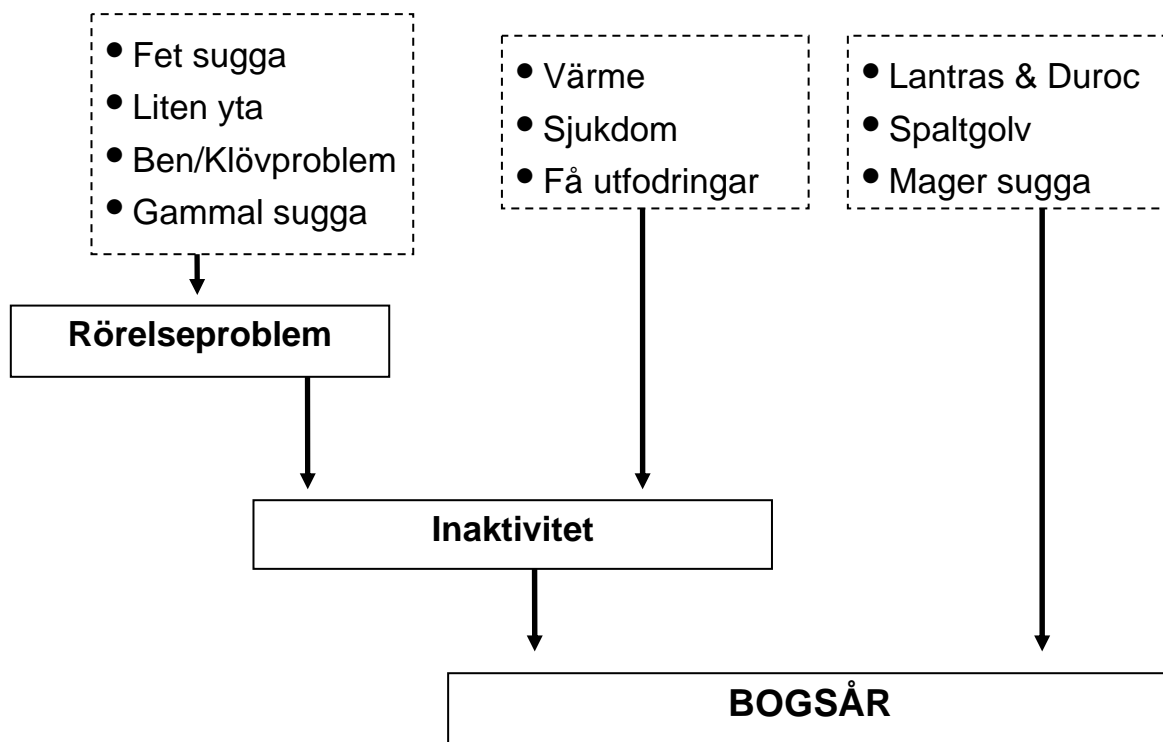 • Fet sugga
• Liten yta
• Ben/Klövproblem
• Gammal sugga
• Värme
• Sjukdom
• Få utfodringar
• Lantras & Duroc
• Spaltgolv
• Mager sugga
Rörelseproblem
Inaktivitet
BOGSÅR